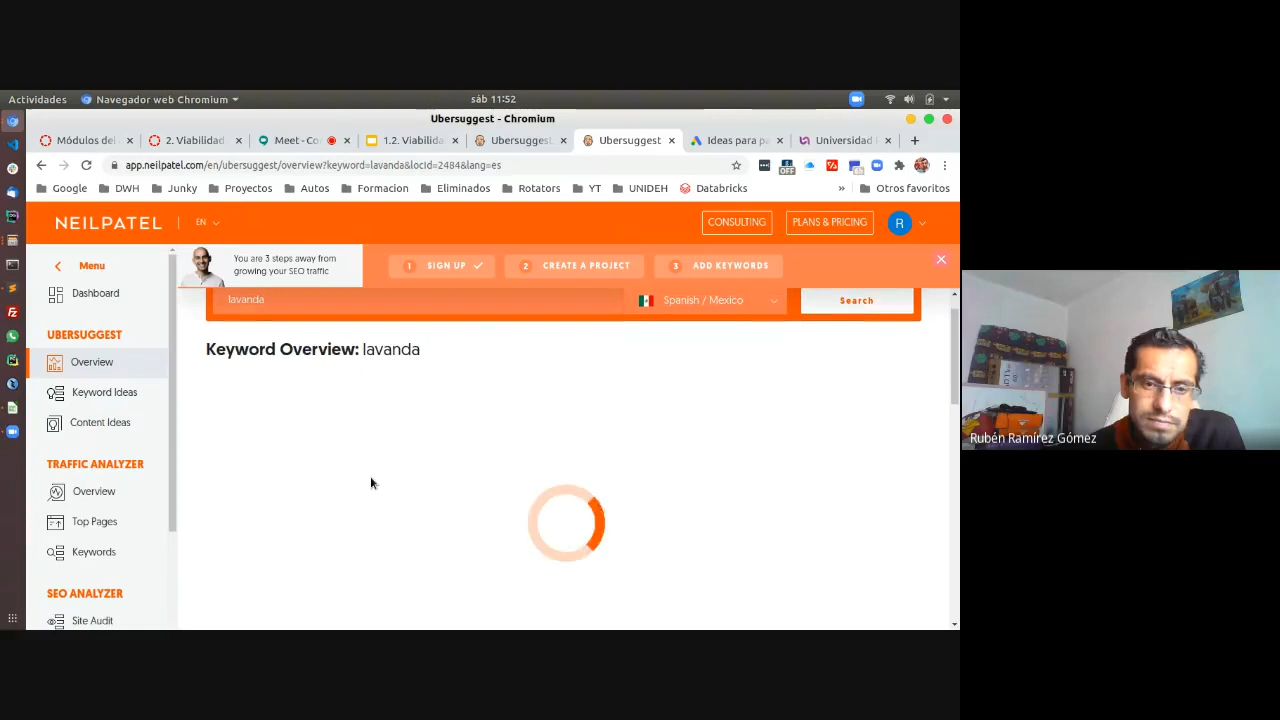 Actividades
Navegador web Chromium
sáb 11:52
Ubersuggest - Chromium
Módulos del
2. Viabilidad
Meet - Co
1.2. Viabilida
Ubersuggest
Ubersuggest
Ideas para pa
Universidad
app.neilpatel.com/en/ubersuggest/overview?keyword=lavanda&locId=2484&lang=es
OFF
Google
DWH
Junky
Proyectos
Autos
Formacion
Eliminados
Rotators
YT
UNIDEH
Databricks
»
Otros favoritos
NEILPATEL
EN
CONSULTING
PLANS & PRICING
R
Menu
You are 3 steps away from
growing your SEO traffic
1 SIGN UP
2 CREATE A PROJECT
3 ADD KEYWORDS
Dashboard
lavanda
Spanish / Mexico
Search
UBERSUGGEST
Keyword Overview: lavanda
Overview
Keyword Ideas
Content Ideas
Rubén Ramírez Gómez
TRAFFIC ANALYZER
Overview
Top Pages
Keywords
SEO ANALYZER
Site Audit